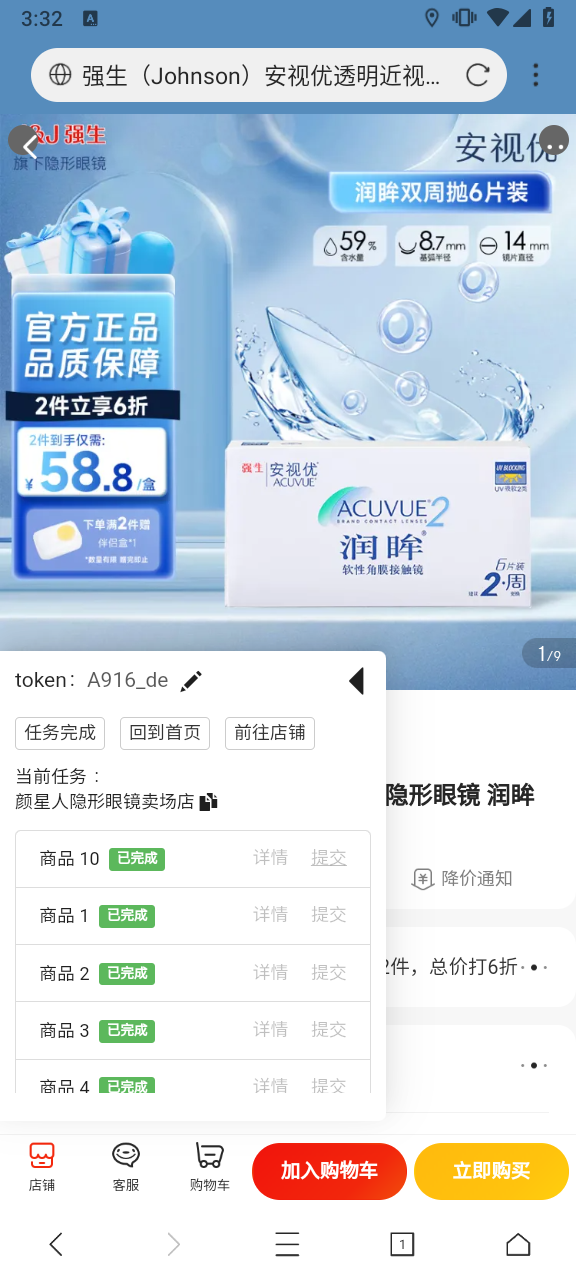 3:32
A
强生（Johnson）安视优透明近视...
J&J 强生
旗下隐形眼镜
安视优
润眸双周抛6片装
59%
含水量
8.7mm
基弧半径
14mm
镜片直径
官方正品
品质保障
2件立享6折
2件到手仅需:
¥58.8/盒
下单满2件赠
伴侣盒*1
*数量有限 赠完即止
O2
O2
强生 安视优
ACUVUE
UV BLOCKING
ACUVUE®2
BRAND CONTACT LENSES
润眸®
软性角膜接触镜
6片装
2·周
1/9
token： A916_de
任务完成
回到首页
前往店铺
当前任务：
颜星人隐形眼镜卖场店
隐形眼镜 润眸
商品 10 已完成 详情 提交
降价通知
商品 1 已完成 详情 提交
商品 2 已完成 详情 提交
2件，总价打6折
商品 3 已完成 详情 提交
商品 4 已完成 详情 提交
店铺
客服
购物车
加入购物车
立即购买
1